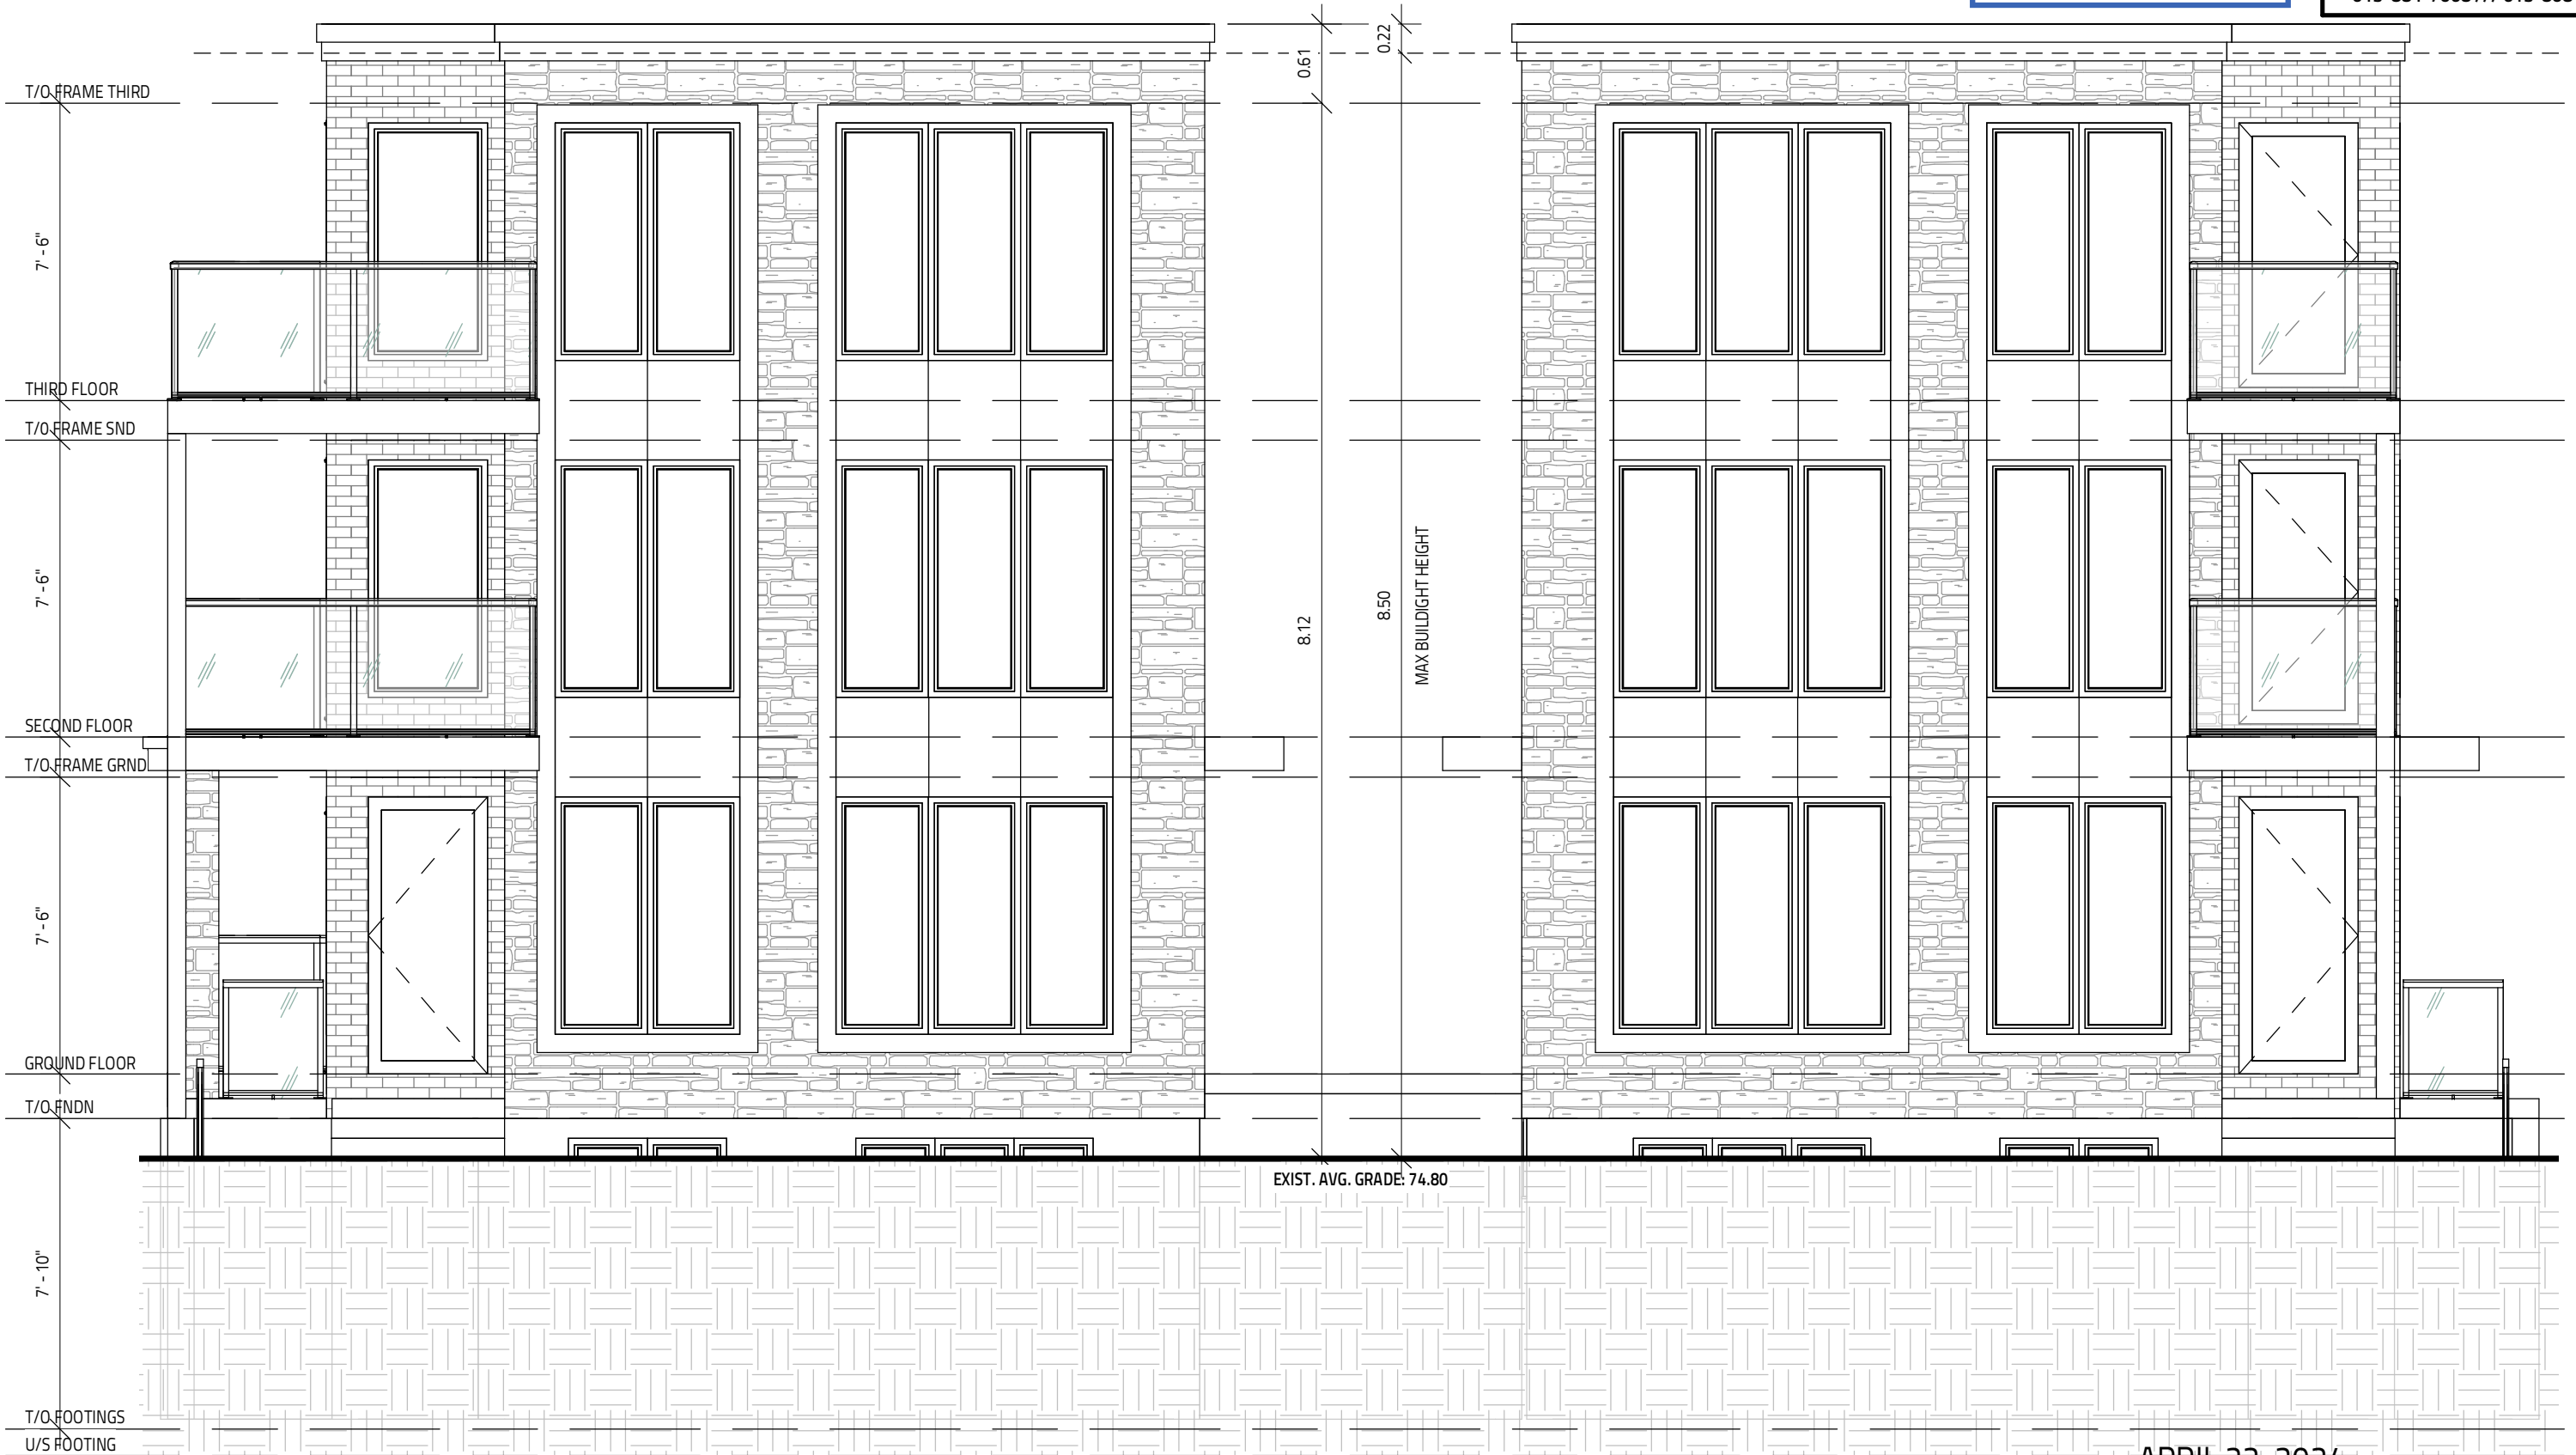 0.61
0.22
T/O FRAME THIRD
7' - 6"
THIRD FLOOR
T/O FRAME SND
7' - 6"
8.12
8.50
MAX BUILDIGHT HEIGHT
SECOND FLOOR
T/O FRAME GRND
7' - 6"
GROUND FLOOR
T/O FNDN
EXIST. AVG. GRADE: 74.80
7' - 10"
T/O FOOTINGS
U/S FOOTING